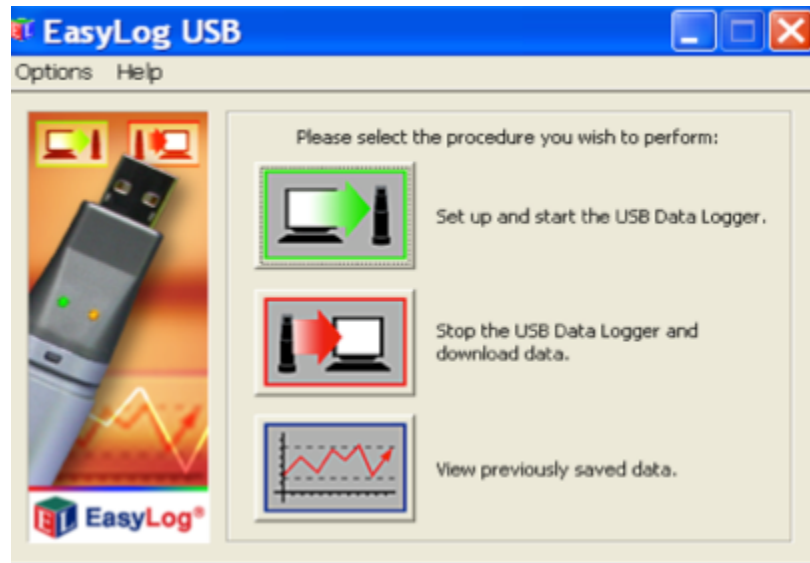 EasyLog USB
Options Help
Please select the procedure you wish to perform:
Set up and start the USB Data Logger.
Stop the USB Data Logger and
download data.
View previously saved data.
EL EasyLog®